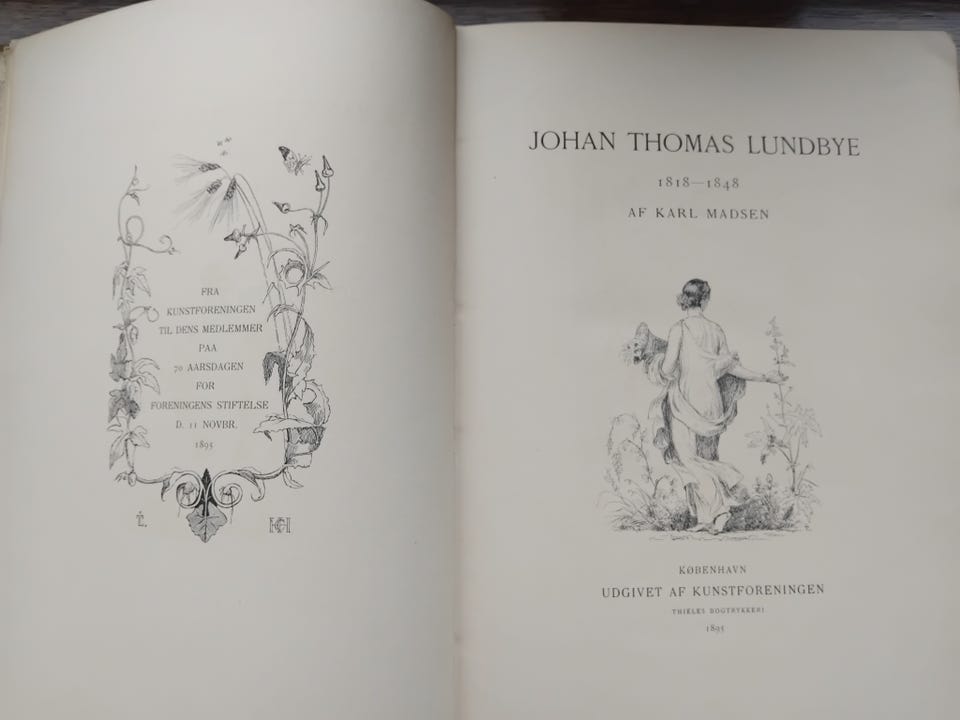 FRA
KUNSTFORENINGEN
TIL DENS MEDLEMMER
PAA
70 AARSDAGEN
FOR
FORENINGENS STIFTELSE
D. 11 NOVBR.
1895
JOHAN THOMAS LUNDBYE
1818—1848
AF KARL MADSEN
KØBENHAVN
UDGIVET AF KUNSTFORENINGEN
THIELES BOGTRYKKERI
1895